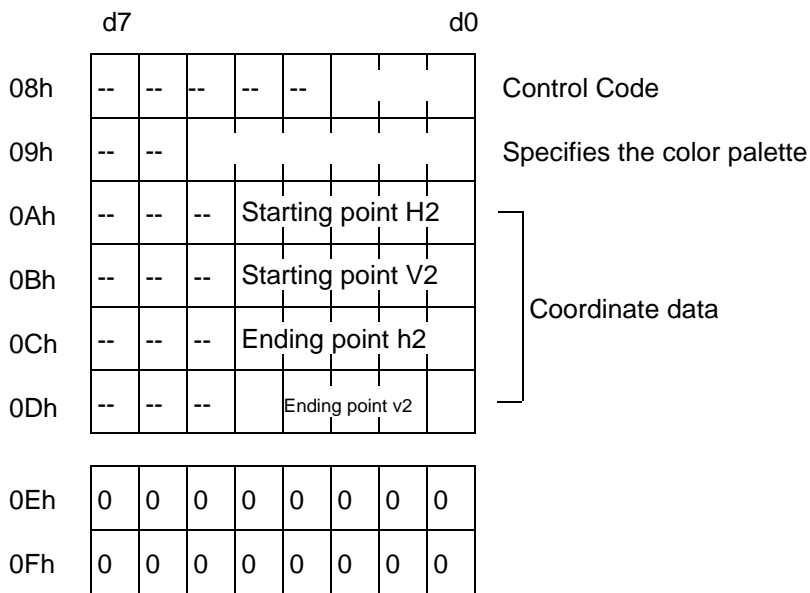 d7 d0
08h -- -- -- -- -- Control Code
09h -- -- Specifies the color palette
0Ah -- -- -- Starting point H2
0Bh -- -- -- Starting point V2
Coordinate data
0Ch -- -- -- Ending point h2
0Dh -- -- -- Ending point v2
0Eh 0 0 0 0 0 0 0 0
0Fh 0 0 0 0 0 0 0 0